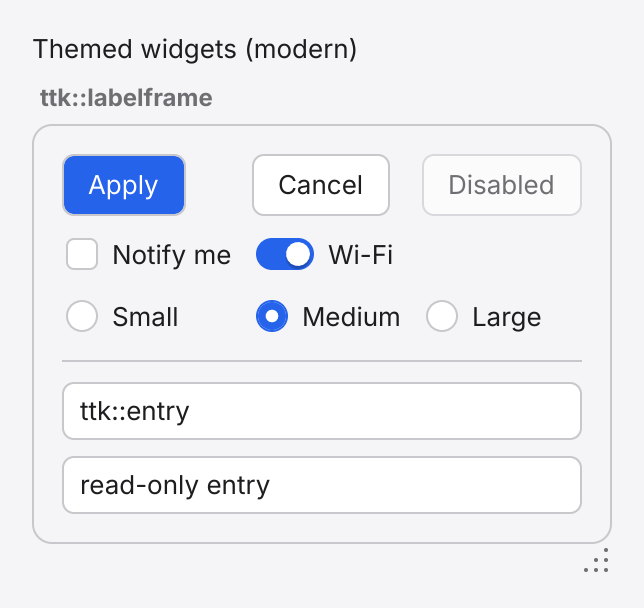 Themed widgets (modern)
ttk::labelframe
Apply Cancel Disabled
Notify me Wi-Fi
Small Medium Large
ttk::entry
read-only entry